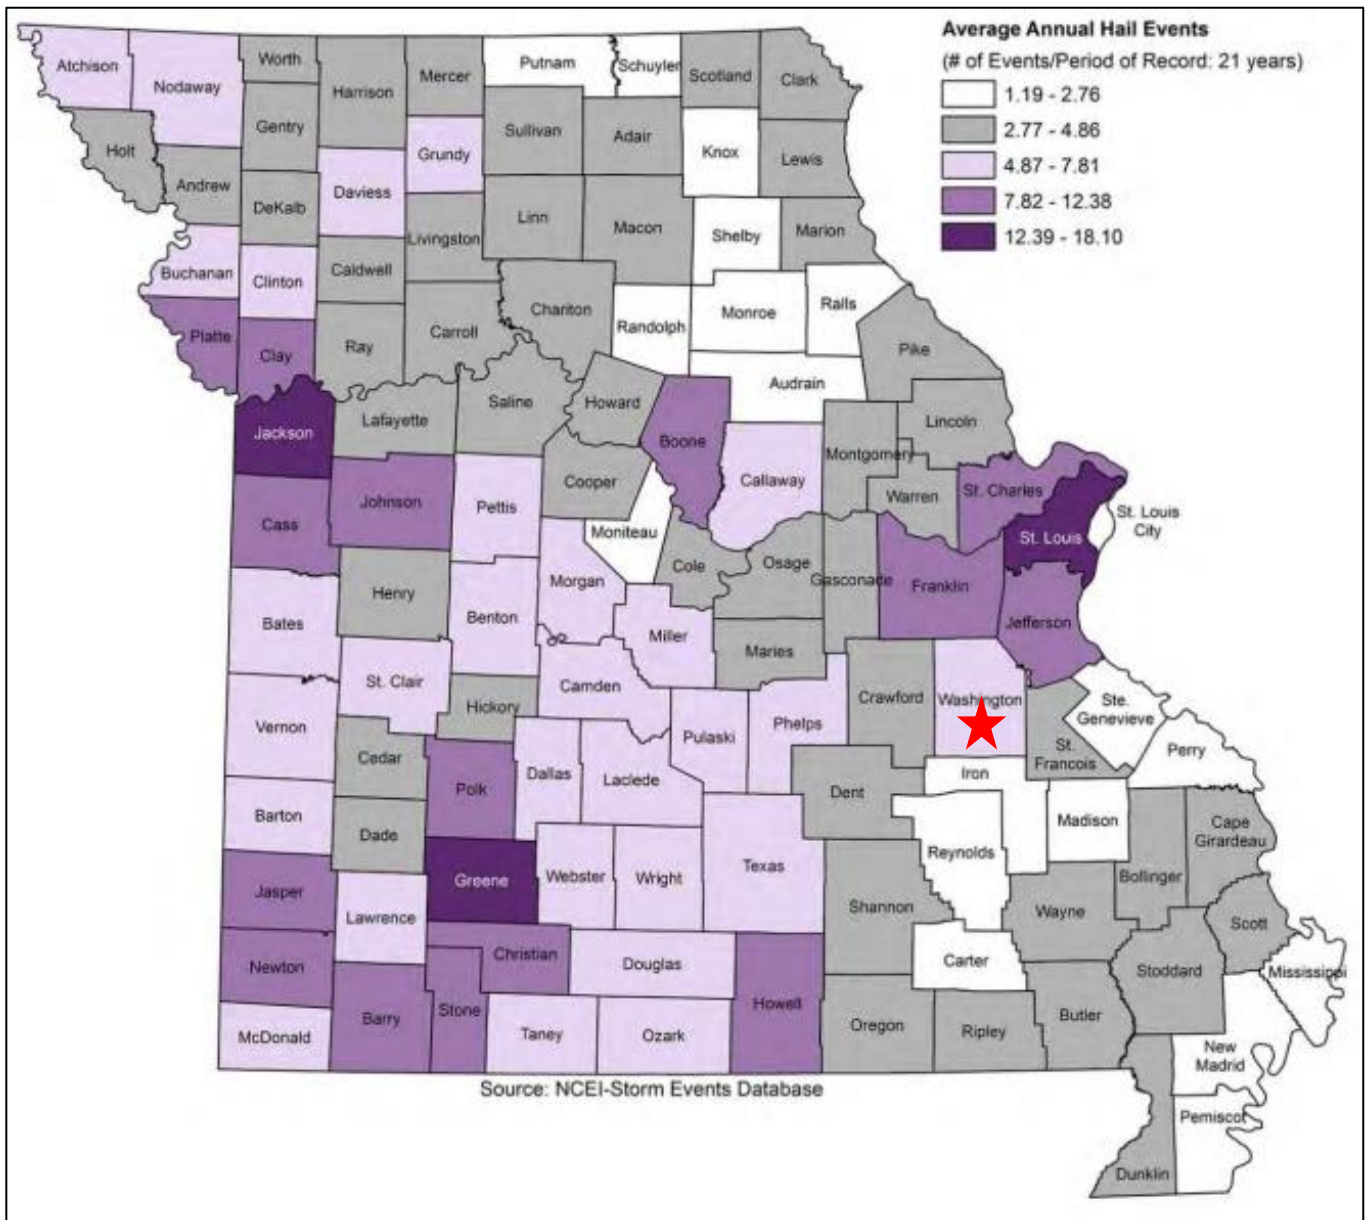 Average Annual Hail Events
(# of Events/Period of Record: 21 years)
1.19 - 2.76
2.77 - 4.86
4.87 - 7.81
7.82 - 12.38
12.39 - 18.10
Atchison
Nodaway
Worth
Harrison
Mercer
Putnam
Schuyler
Scotland
Clark
Holt
Gentry
Grundy
Sullivan
Adair
Knox
Lewis
Andrew
DeKalb
Daviess
Livingston
Linn
Macon
Shelby
Marion
Buchanan
Clinton
Caldwell
Chariton
Randolph
Monroe
Ralls
Platte
Clay
Ray
Carroll
Pike
Audrain
Jackson
Lafayette
Saline
Howard
Boone
Callaway
Montgomery
Lincoln
Cass
Johnson
Pettis
Cooper
Moniteau
Warren
St. Charles
St. Louis
St. Louis
City
Bates
Henry
Benton
Morgan
Cole
Osage
Gasconade
Franklin
Jefferson
Miller
Maries
St. Clair
Hickory
Camden
Vernon
Pulaski
Phelps
Crawford
Washington
Ste.
Genevieve
St.
Francois
Perry
Cedar
Polk
Dallas
Laclede
Dent
Iron
Barton
Dade
Madison
Cape
Girardeau
Jasper
Greene
Webster
Wright
Texas
Reynolds
Bollinger
Lawrence
Shannon
Wayne
Scott
Newton
Christian
Douglas
Carter
Stoddard
Mississippi
McDonald
Barry
Stone
Taney
Ozark
Howell
Oregon
Ripley
Butler
New
Madrid
Pemiscot
Dunklin
Source: NCEI-Storm Events Database